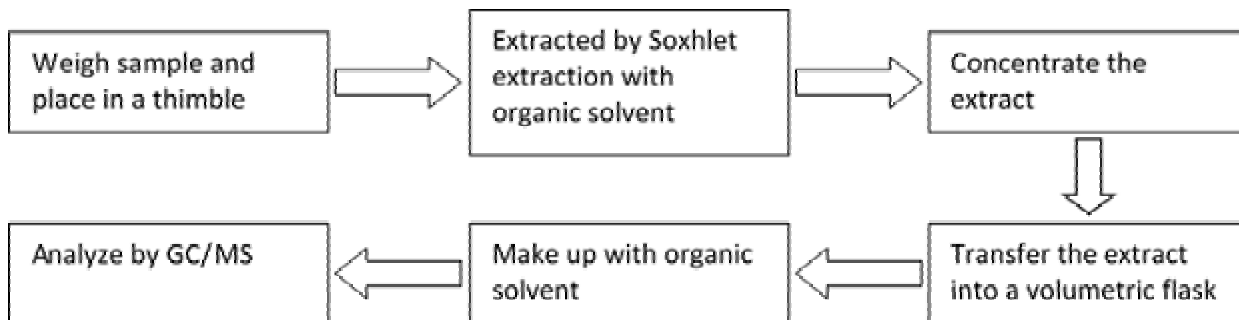 Weigh sample and
place in a thimble
Extracted by Soxhlet
extraction with
organic solvent
Concentrate the
extract
Transfer the extract
into a volumetric flask
Make up with organic
solvent
Analyze by GC/MS